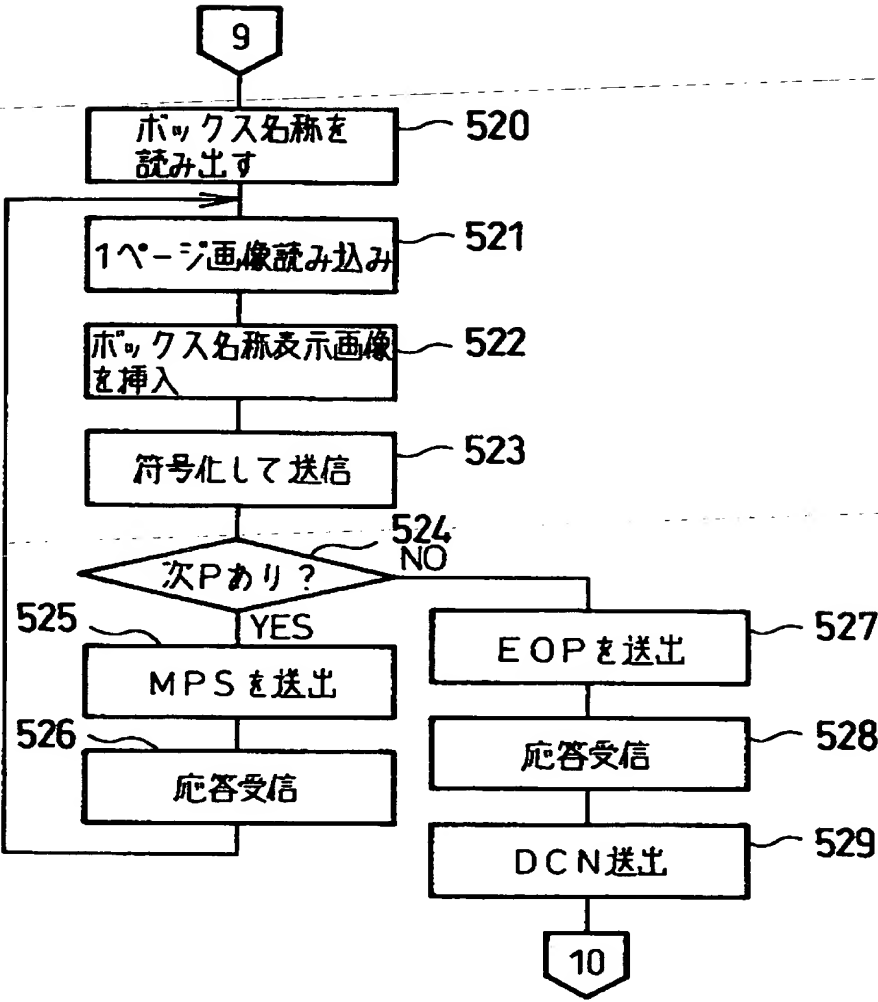 9
ボックス名称を
読み出す
520
1ページ画像読み込み
521
ボックス名称表示画像
を挿入
522
符号化して送信
523
次Pあり?
524
NO
YES
525
MPSを送出
526
応答受信
EOPを送出
527
応答受信
528
DCN送出
529
10